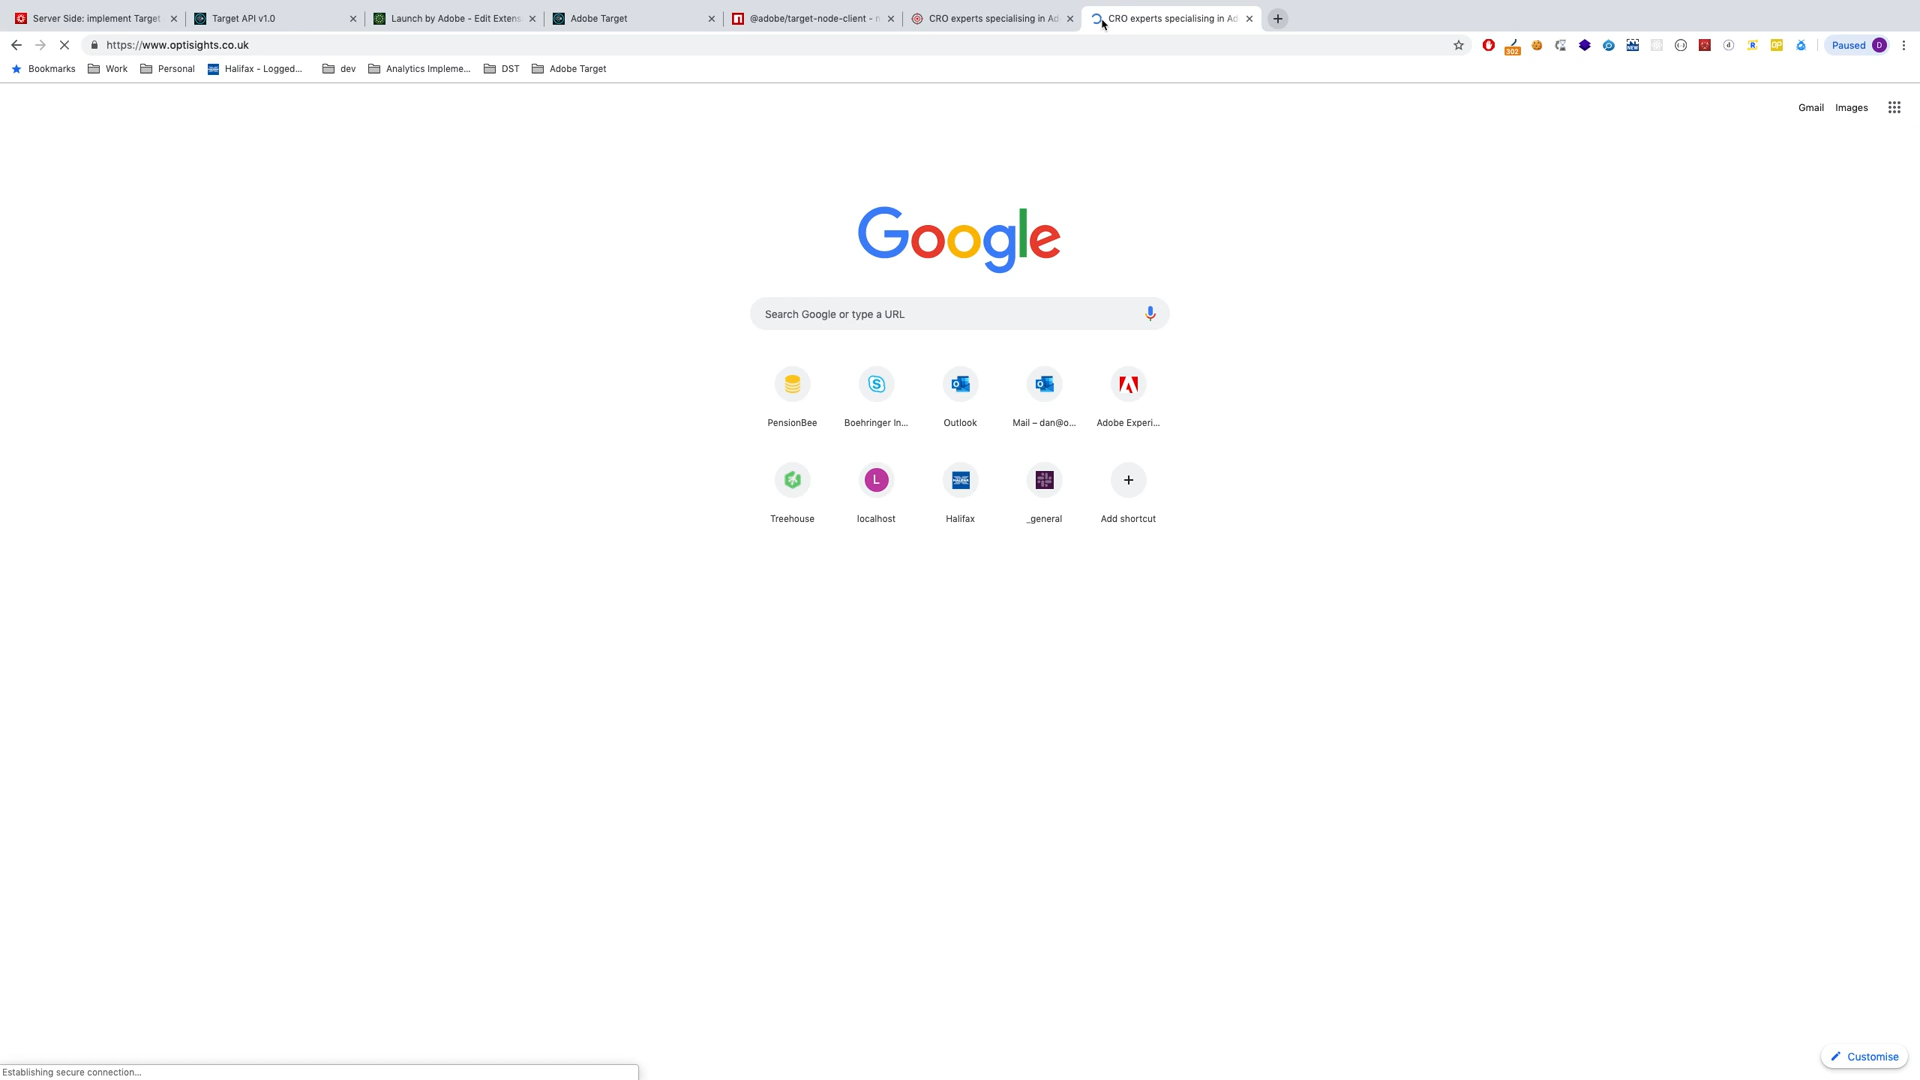 Server Side: implement Target
Target API v1.0
Launch by Adobe - Edit Extens
Adobe Target
@adobe/target-node-client - n
CRO experts specialising in Ad
CRO experts specialising in Ad
https://www.optisights.co.uk
302
NEW
Paused
D
Bookmarks
Work
Personal
Halifax - Logged...
dev
Analytics Impleme...
DST
Adobe Target
Gmail
Images
Google
Search Google or type a URL
PensionBee
Boehringer In...
Outlook
Mail – dan@o...
Adobe Experi...
L
Treehouse
localhost
Halifax
_general
Add shortcut
Customise
Establishing secure connection...